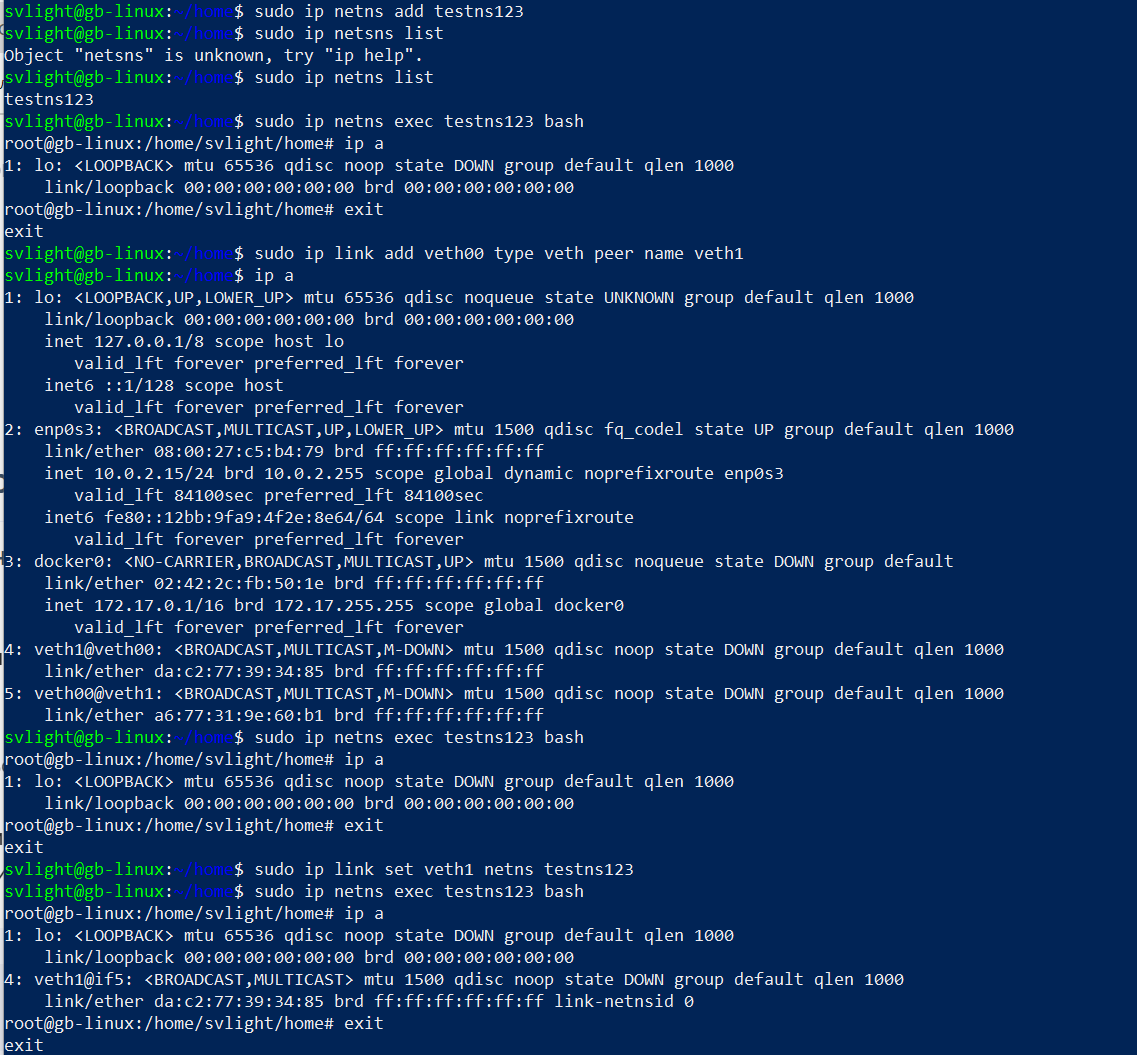 svlight@gb-linux:~/home$ sudo ip netns add testns123
svlight@gb-linux:~/home$ sudo ip netsns list
Object "netsns" is unknown, try "ip help".
svlight@gb-linux:~/home$ sudo ip netns list
testns123
svlight@gb-linux:~/home$ sudo ip netns exec testns123 bash
root@gb-linux:/home/svlight/home# ip a
1: lo: <LOOPBACK> mtu 65536 qdisc noop state DOWN group default qlen 1000
    link/loopback 00:00:00:00:00:00 brd 00:00:00:00:00:00
root@gb-linux:/home/svlight/home# exit
exit
svlight@gb-linux:~/home$ sudo ip link add veth00 type veth peer name veth1
svlight@gb-linux:~/home$ ip a
1: lo: <LOOPBACK,UP,LOWER_UP> mtu 65536 qdisc noqueue state UNKNOWN group default qlen 1000
    link/loopback 00:00:00:00:00:00 brd 00:00:00:00:00:00
    inet 127.0.0.1/8 scope host lo
       valid_lft forever preferred_lft forever
    inet6 ::1/128 scope host
       valid_lft forever preferred_lft forever
2: enp0s3: <BROADCAST,MULTICAST,UP,LOWER_UP> mtu 1500 qdisc fq_codel state UP group default qlen 1000
    link/ether 08:00:27:c5:b4:79 brd ff:ff:ff:ff:ff:ff
    inet 10.0.2.15/24 brd 10.0.2.255 scope global dynamic noprefixroute enp0s3
       valid_lft 84100sec preferred_lft 84100sec
    inet6 fe80::12bb:9fa9:4f2e:8e64/64 scope link noprefixroute
       valid_lft forever preferred_lft forever
3: docker0: <NO-CARRIER,BROADCAST,MULTICAST,UP> mtu 1500 qdisc noqueue state DOWN group default
    link/ether 02:42:2c:fb:50:1e brd ff:ff:ff:ff:ff:ff
    inet 172.17.0.1/16 brd 172.17.255.255 scope global docker0
       valid_lft forever preferred_lft forever
4: veth1@veth00: <BROADCAST,MULTICAST,M-DOWN> mtu 1500 qdisc noop state DOWN group default qlen 1000
    link/ether da:c2:77:39:34:85 brd ff:ff:ff:ff:ff:ff
5: veth00@veth1: <BROADCAST,MULTICAST,M-DOWN> mtu 1500 qdisc noop state DOWN group default qlen 1000
    link/ether a6:77:31:9e:60:b1 brd ff:ff:ff:ff:ff:ff
svlight@gb-linux:~/home$ sudo ip netns exec testns123 bash
root@gb-linux:/home/svlight/home# ip a
1: lo: <LOOPBACK> mtu 65536 qdisc noop state DOWN group default qlen 1000
    link/loopback 00:00:00:00:00:00 brd 00:00:00:00:00:00
root@gb-linux:/home/svlight/home# exit
exit
svlight@gb-linux:~/home$ sudo ip link set veth1 netns testns123
svlight@gb-linux:~/home$ sudo ip netns exec testns123 bash
root@gb-linux:/home/svlight/home# ip a
1: lo: <LOOPBACK> mtu 65536 qdisc noop state DOWN group default qlen 1000
    link/loopback 00:00:00:00:00:00 brd 00:00:00:00:00:00
4: veth1@if5: <BROADCAST,MULTICAST> mtu 1500 qdisc noop state DOWN group default qlen 1000
    link/ether da:c2:77:39:34:85 brd ff:ff:ff:ff:ff:ff link-netnsid 0
root@gb-linux:/home/svlight/home# exit
exit